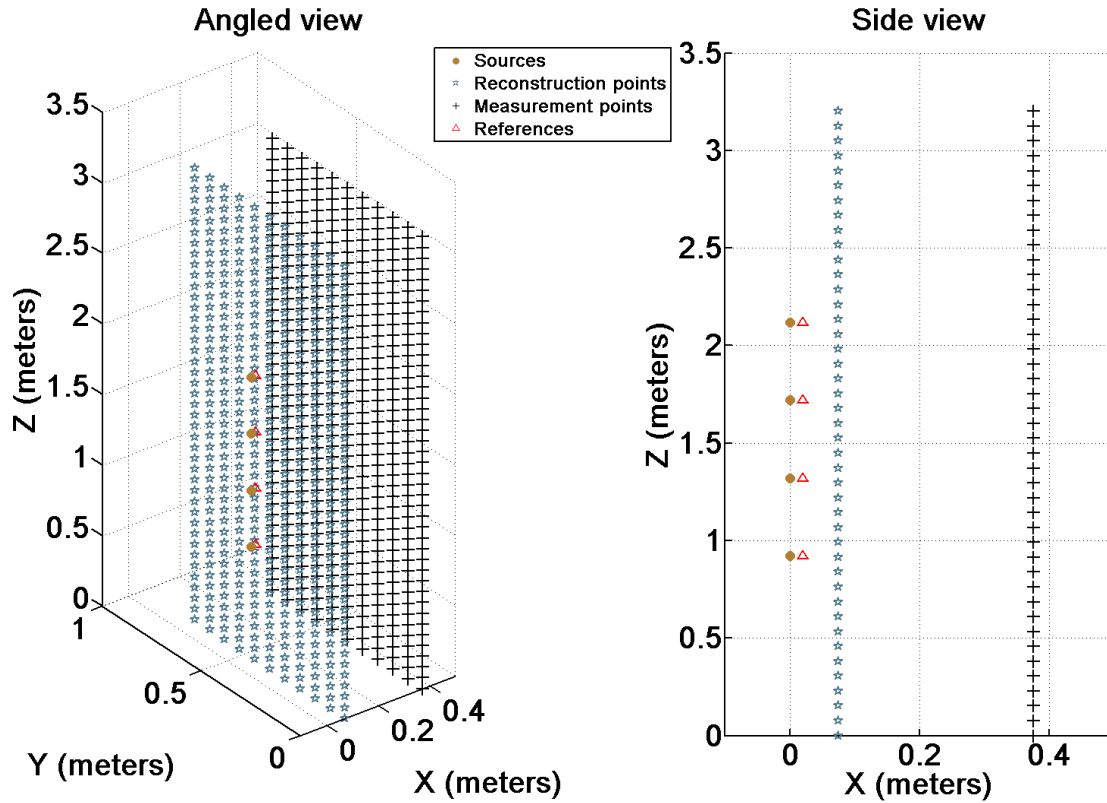 Angled view
Side view
Sources
Reconstruction points
Measurement points
References
3.5
3
2.5
2
1.5
1
0.5
0
Z (meters)
1
0.5
0
Y (meters)
0
0.2
0.4
X (meters)
3.5
3
2.5
2
1.5
1
0.5
0
Z (meters)
0
0.2
0.4
X (meters)